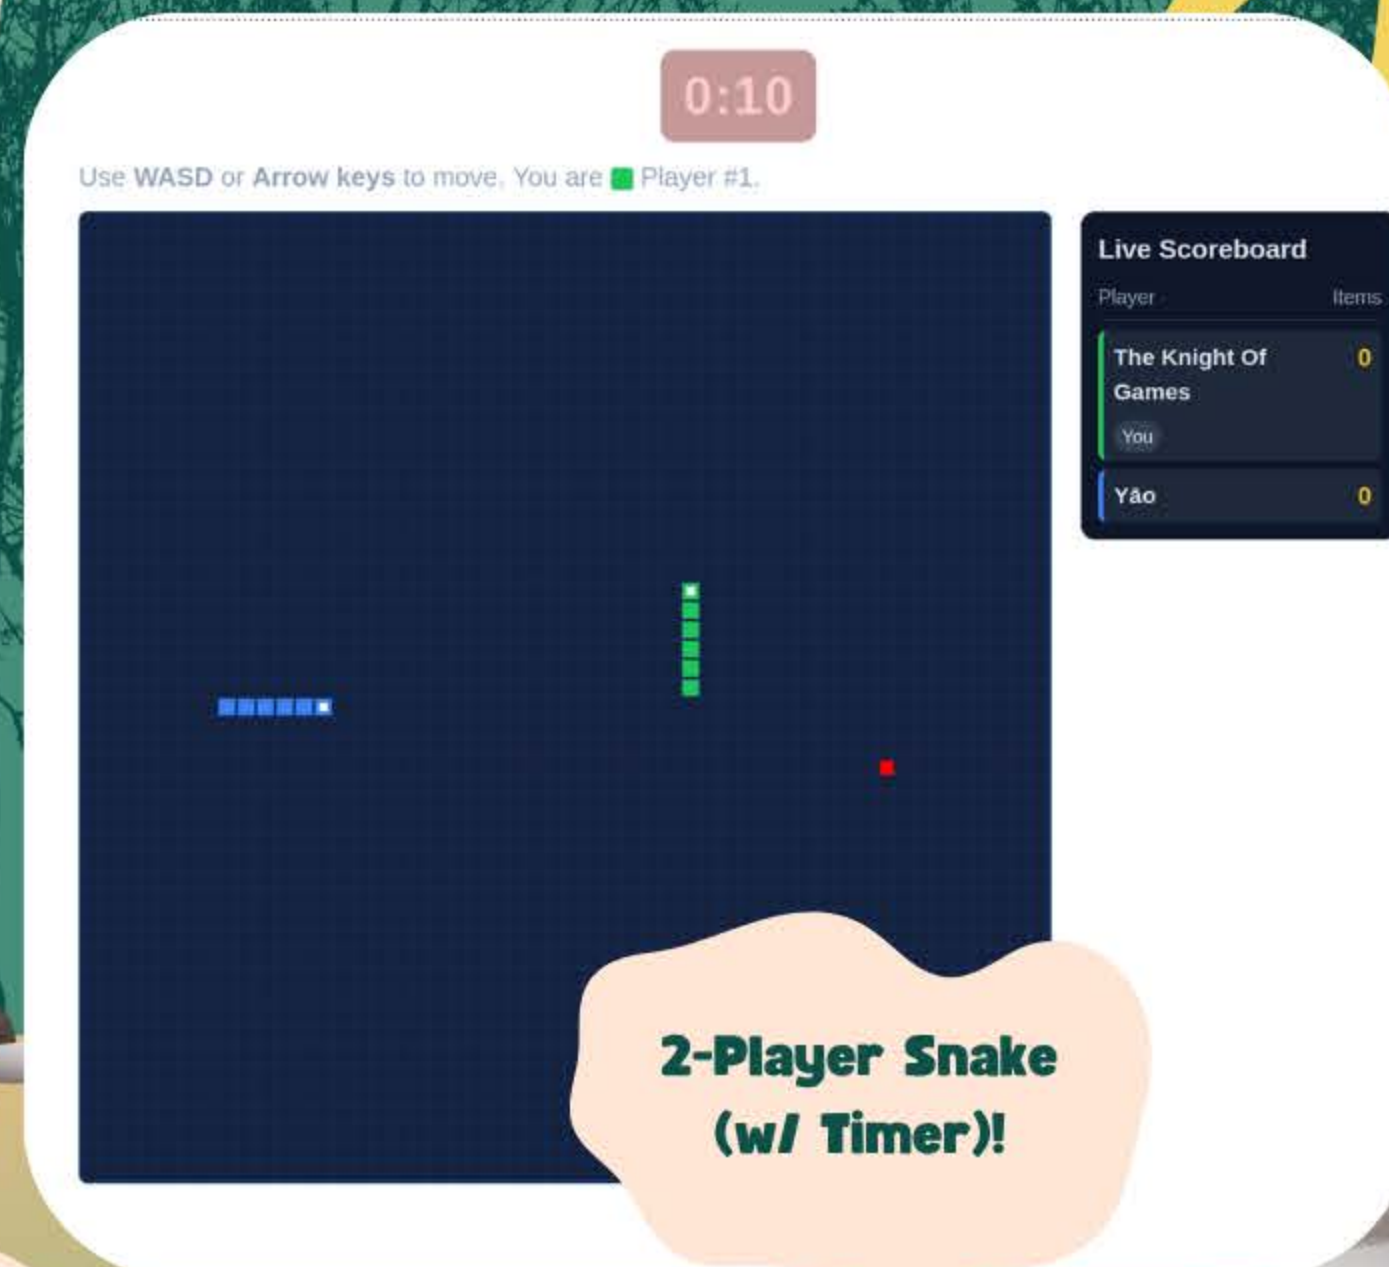 0:10
Use WASD or Arrow keys to move. You are Player #1.
Live Scoreboard
Player Items
The Knight Of 0
Games
You
Yāo 0
2-Player Snake
(w/ Timer)!